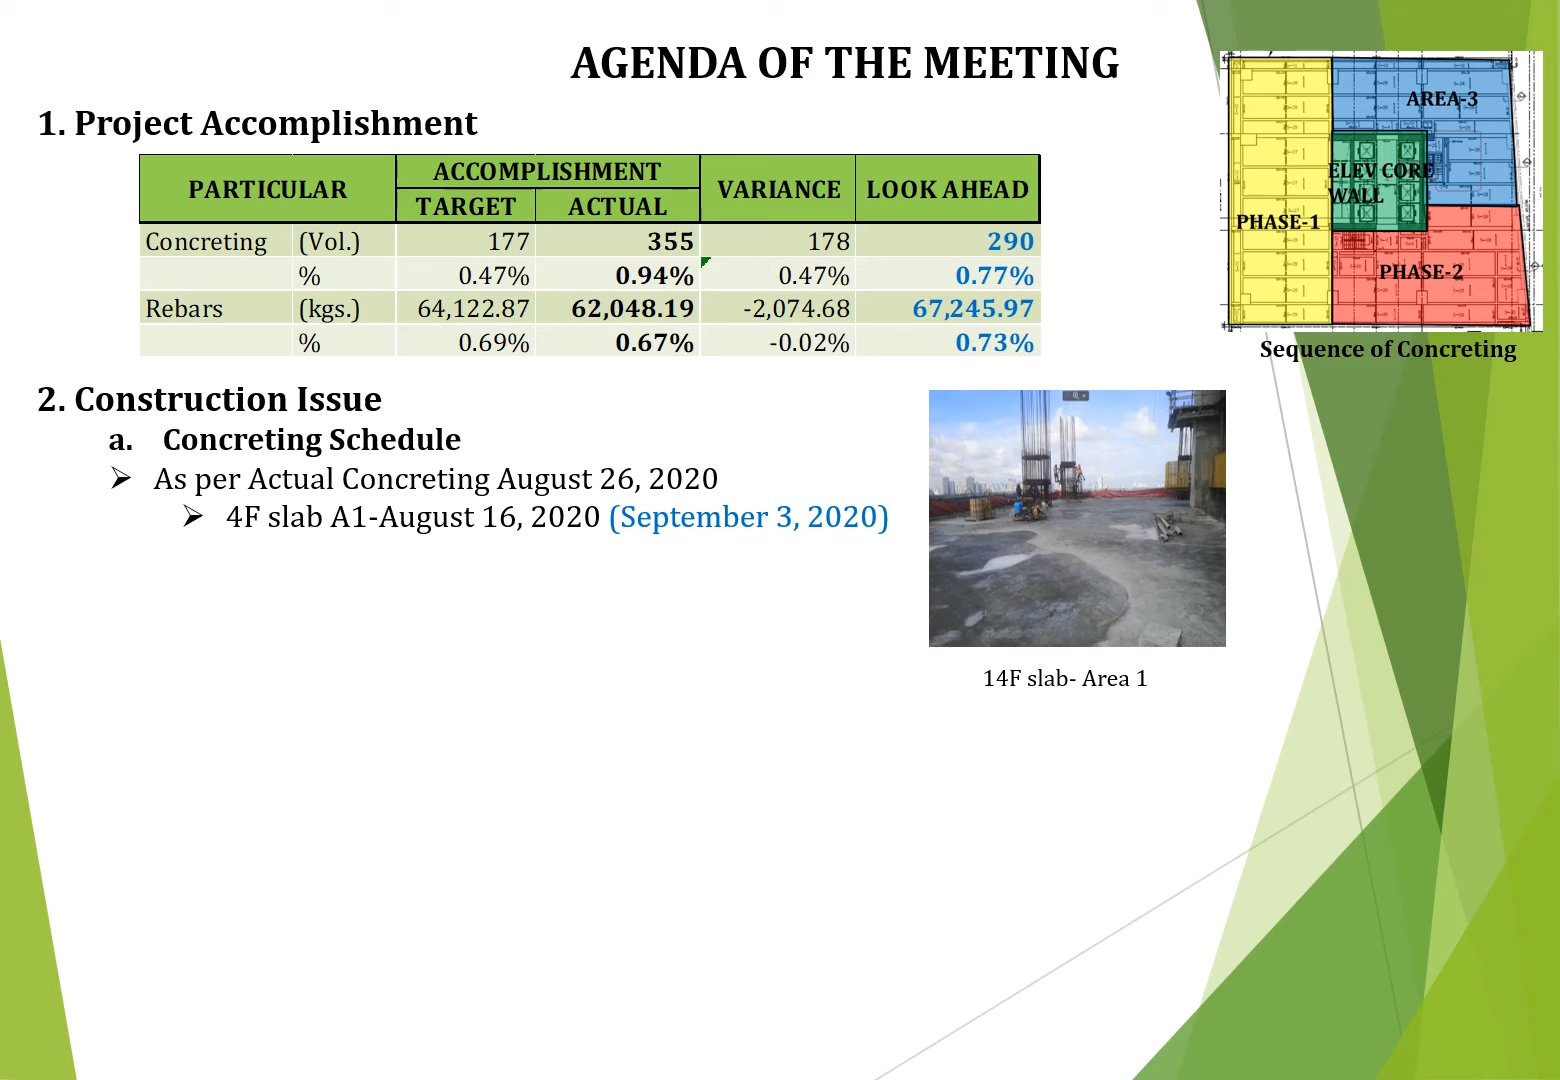 AGENDA OF THE MEETING
1. Project Accomplishment
PARTICULAR ACCOMPLISHMENT VARIANCE LOOK AHEAD
TARGET ACTUAL
Concreting (Vol.) 177 355 178 290
% 0.47% 0.94% 0.47% 0.77%
Rebars (kgs.) 64,122.87 62,048.19 -2,074.68 67,245.97
% 0.69% 0.67% -0.02% 0.73%
AREA-3
ELEV CORE
WALL
PHASE-1
PHASE-2
Sequence of Concreting
2. Construction Issue
a. Concreting Schedule
As per Actual Concreting August 26, 2020
4F slab A1-August 16, 2020 (September 3, 2020)
14F slab- Area 1